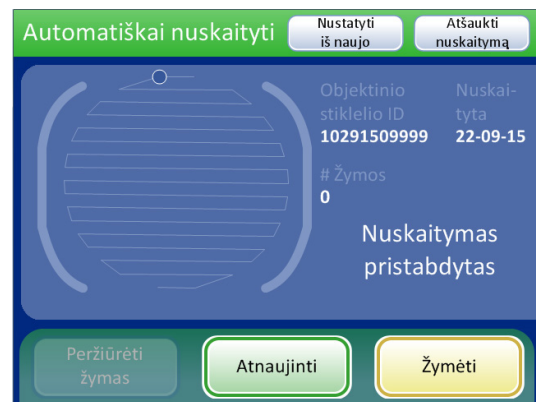 Automatiškai nuskaityti
Nustatyti
iš naujo
Atšaukti
nuskaitymą
Objektinio
stiklelio ID
10291509999
Nuskai-
tyta
22-09-15
# Žymos
0
Nuskaitymas
pristabdytas
Peržiūrėti
žymas
Atnaujinti
Žymėti